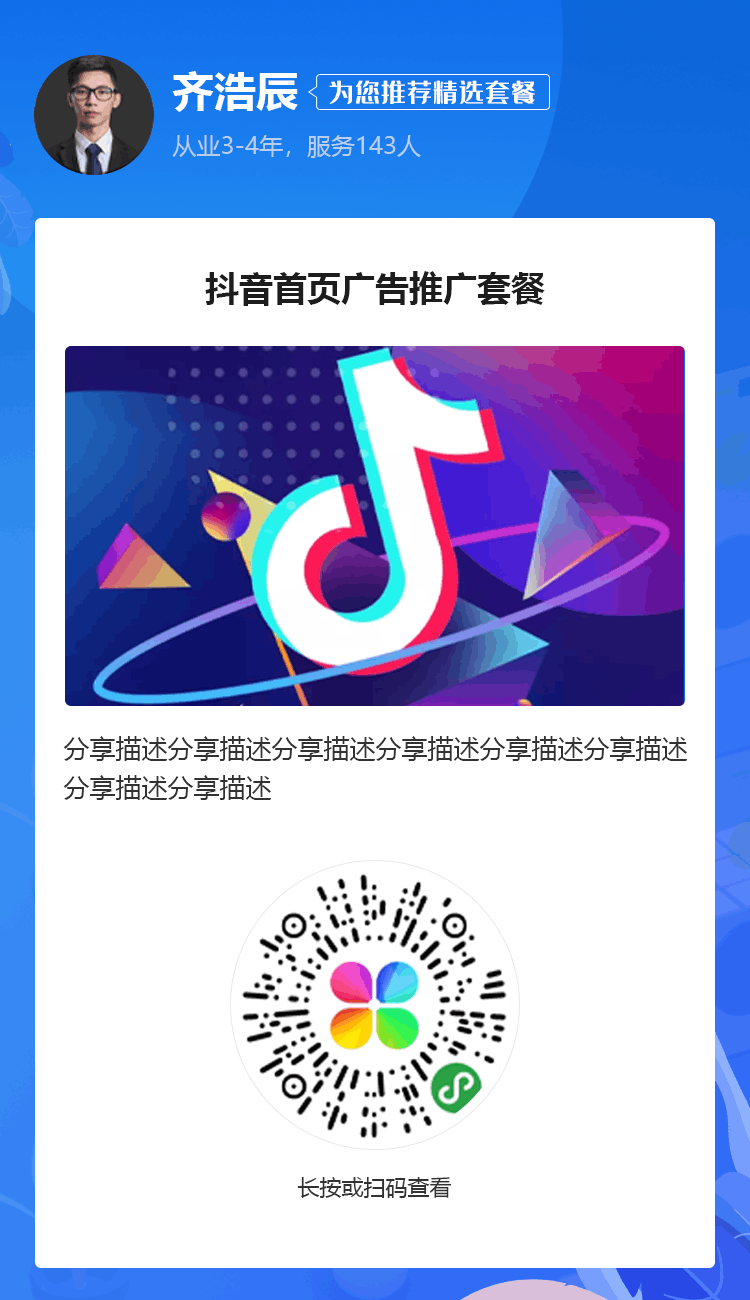 齐浩辰
为您推荐精选套餐
从业3-4年，服务143人
抖音首页广告推广套餐
分享描述分享描述分享描述分享描述分享描述分享描述
分享描述分享描述
长按或扫码查看